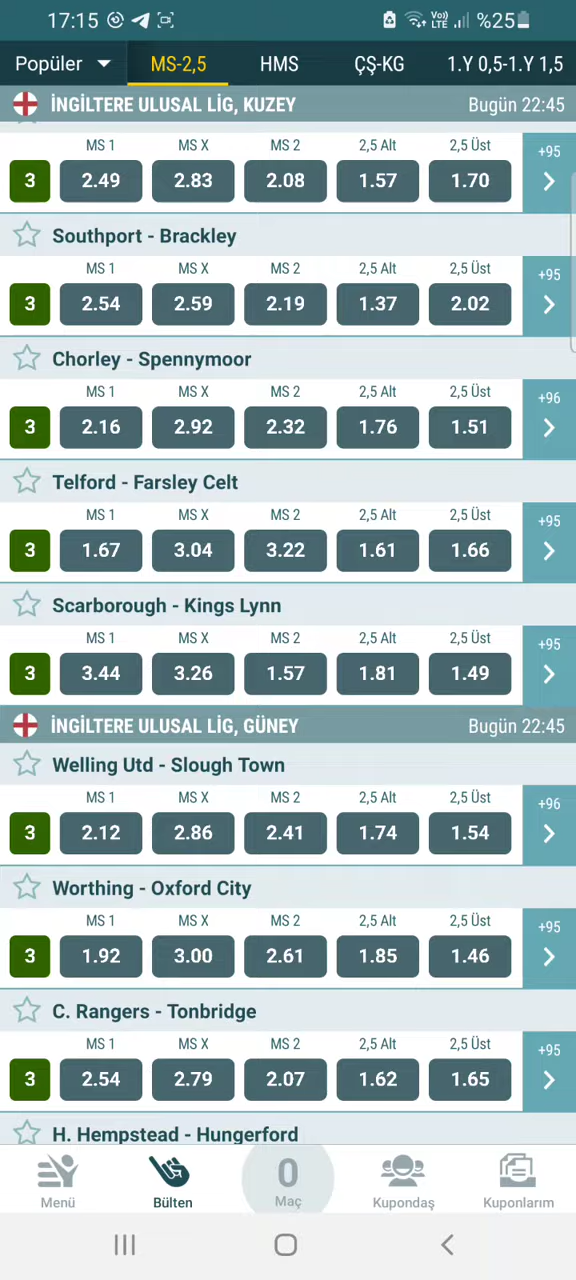 17:15 Vo)) LTE %25
Popüler MS-2,5 HMS ÇŞ-KG 1.Y 0,5-1.Y 1,5
İNGİLTERE ULUSAL LİG, KUZEY Bugün 22:45
MS 1 MS X MS 2 2,5 Alt 2,5 Üst +95
3 2.49 2.83 2.08 1.57 1.70
Southport - Brackley
MS 1 MS X MS 2 2,5 Alt 2,5 Üst +95
3 2.54 2.59 2.19 1.37 2.02
Chorley - Spennymoor
MS 1 MS X MS 2 2,5 Alt 2,5 Üst +96
3 2.16 2.92 2.32 1.76 1.51
Telford - Farsley Celt
MS 1 MS X MS 2 2,5 Alt 2,5 Üst +95
3 1.67 3.04 3.22 1.61 1.66
Scarborough - Kings Lynn
MS 1 MS X MS 2 2,5 Alt 2,5 Üst +95
3 3.44 3.26 1.57 1.81 1.49
İNGİLTERE ULUSAL LİG, GÜNEY Bugün 22:45
Welling Utd - Slough Town
MS 1 MS X MS 2 2,5 Alt 2,5 Üst +96
3 2.12 2.86 2.41 1.74 1.54
Worthing - Oxford City
MS 1 MS X MS 2 2,5 Alt 2,5 Üst +95
3 1.92 3.00 2.61 1.85 1.46
C. Rangers - Tonbridge
MS 1 MS X MS 2 2,5 Alt 2,5 Üst +95
3 2.54 2.79 2.07 1.62 1.65
H. Hempstead - Hungerford
0
Menü Bülten Maç Kupondaş Kuponlarım